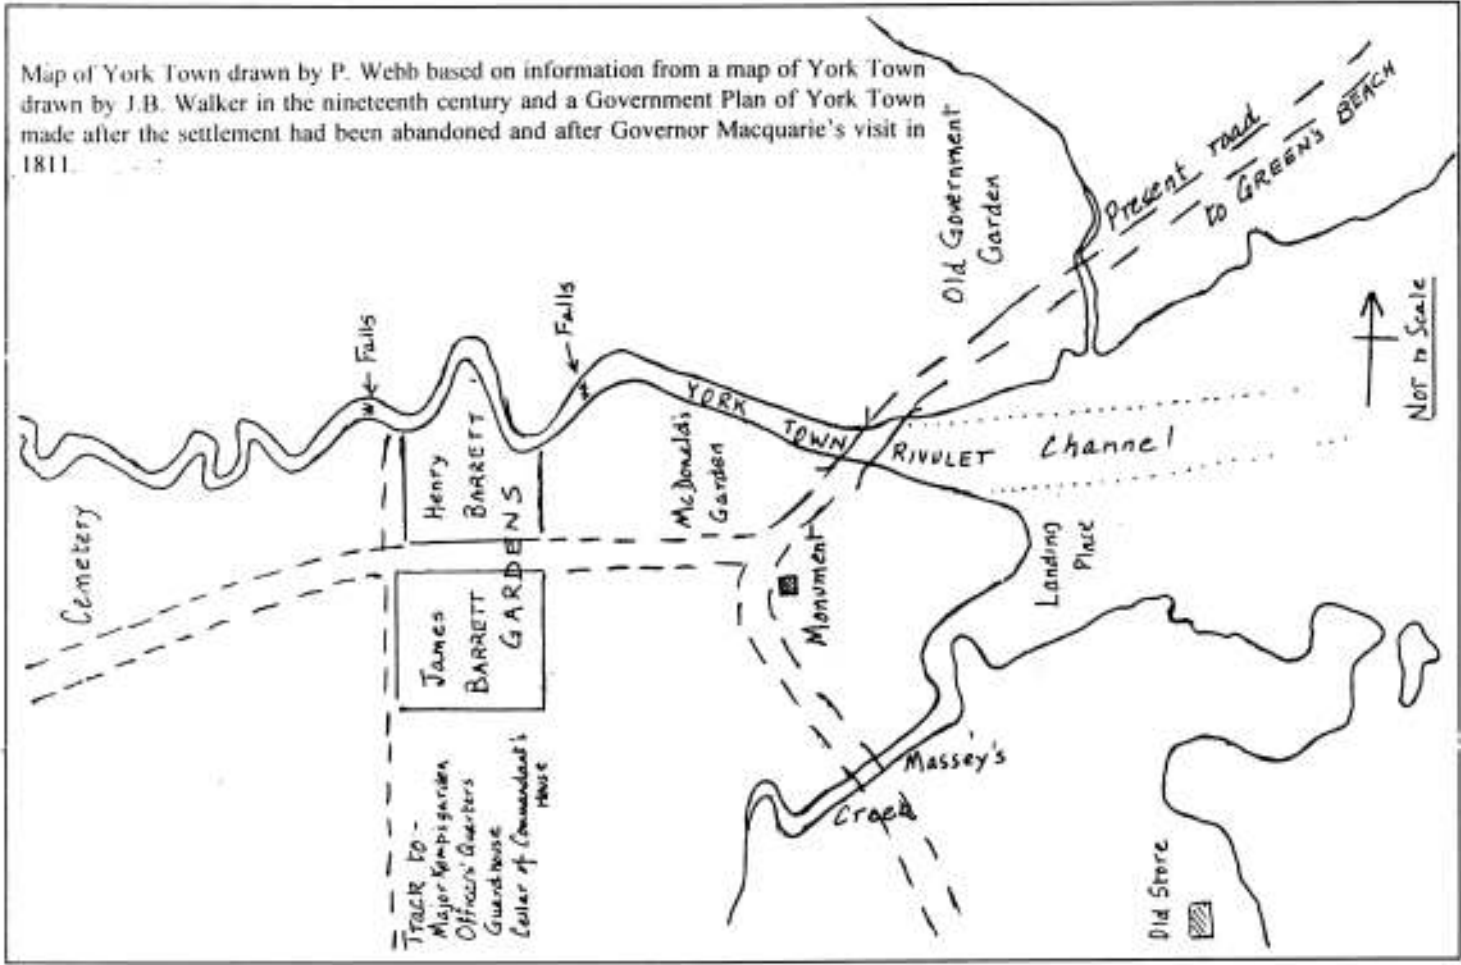 Map of York Town drawn by P. Webb based on information from a map of York Town
drawn by J.B. Walker in the nineteenth century and a Government Plan of York Town
made after the settlement had been abandoned and after Governor Macquarie's visit in
1811.
Old Government
Garden
Present road
to GREEN'S BEACH
Not to Scale
Falls
Falls
YORK TOWN RIVULET
Channel
Henry
BARRETT
James
BARRETT
GARDENS
McDonald's
Garden
Cemetery
Monument
Landing
Place
Massey's
Creek
Track to -
Major Kemp's garden
Officers' Quarters
Guardhouse
Cellar of Commandant's
House
Old Store